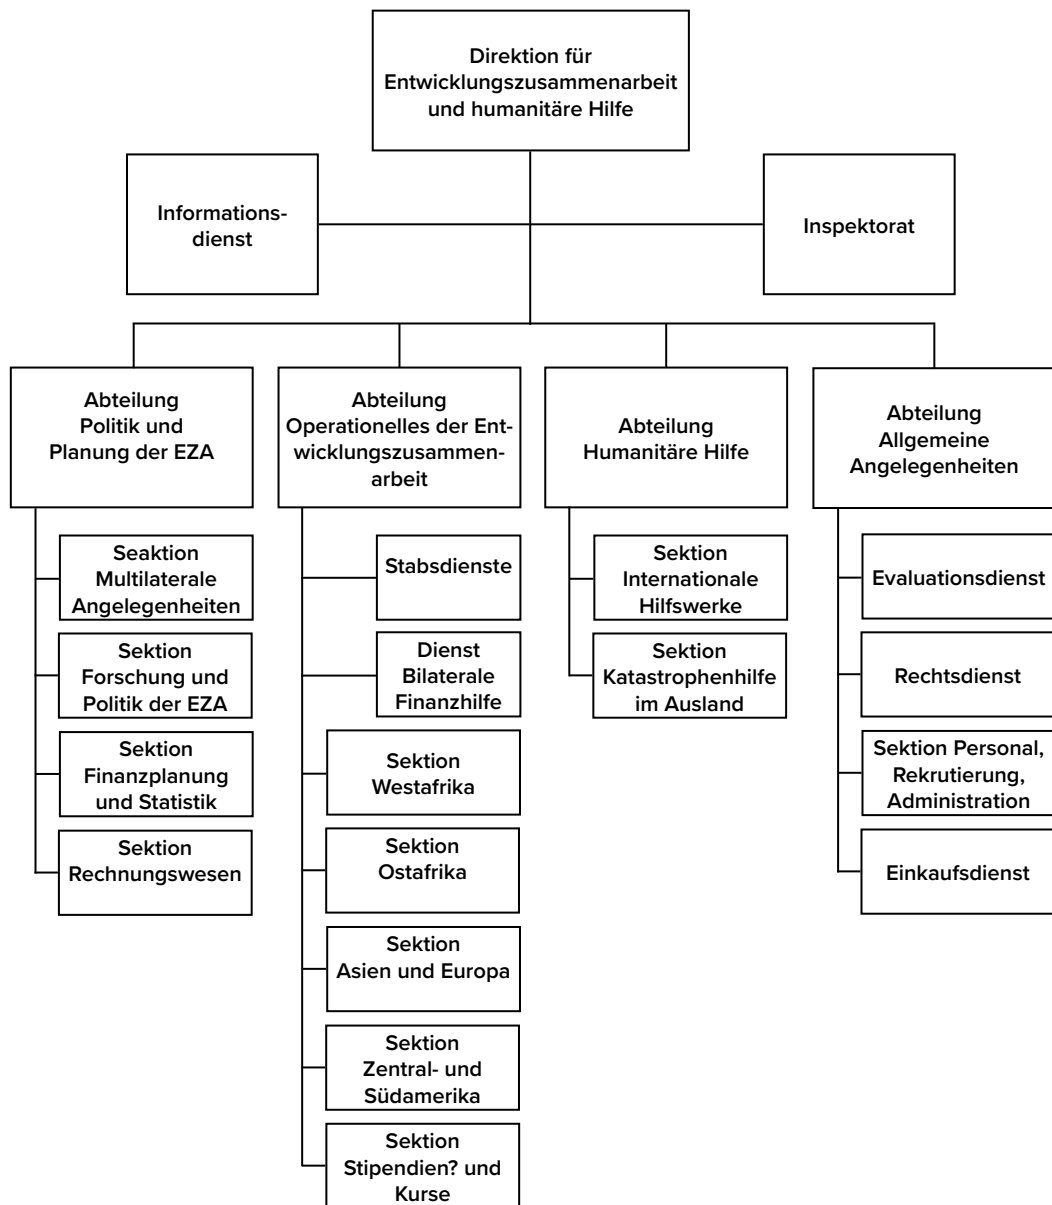 Direktion für
Entwicklungszusammenarbeit
und humanitäre Hilfe
Informations-
dienst
Inspektorat
Abteilung
Politik und
Planung der EZA
Abteilung
Operationelles der Ent-
wicklungszusammen-
arbeit
Abteilung
Humanitäre Hilfe
Abteilung
Allgemeine
Angelegenheiten
Seaktion
Multilaterale
Angelegenheiten
Sektion
Forschung und
Politik der EZA
Sektion
Finanzplanung
und Statistik
Sektion
Rechnungswesen
Stabsdienste
Dienst
Bilaterale
Finanzhilfe
Sektion
Westafrika
Sektion
Ostafrika
Sektion
Asien und Europa
Sektion
Zentral- und
Südamerika
Sektion
Stipendien? und
Kurse
Sektion
Internationale
Hilfswerke
Sektion
Katastrophenhilfe
im Ausland
Evaluationsdienst
Rechtsdienst
Sektion Personal,
Rekrutierung,
Administration
Einkaufsdienst